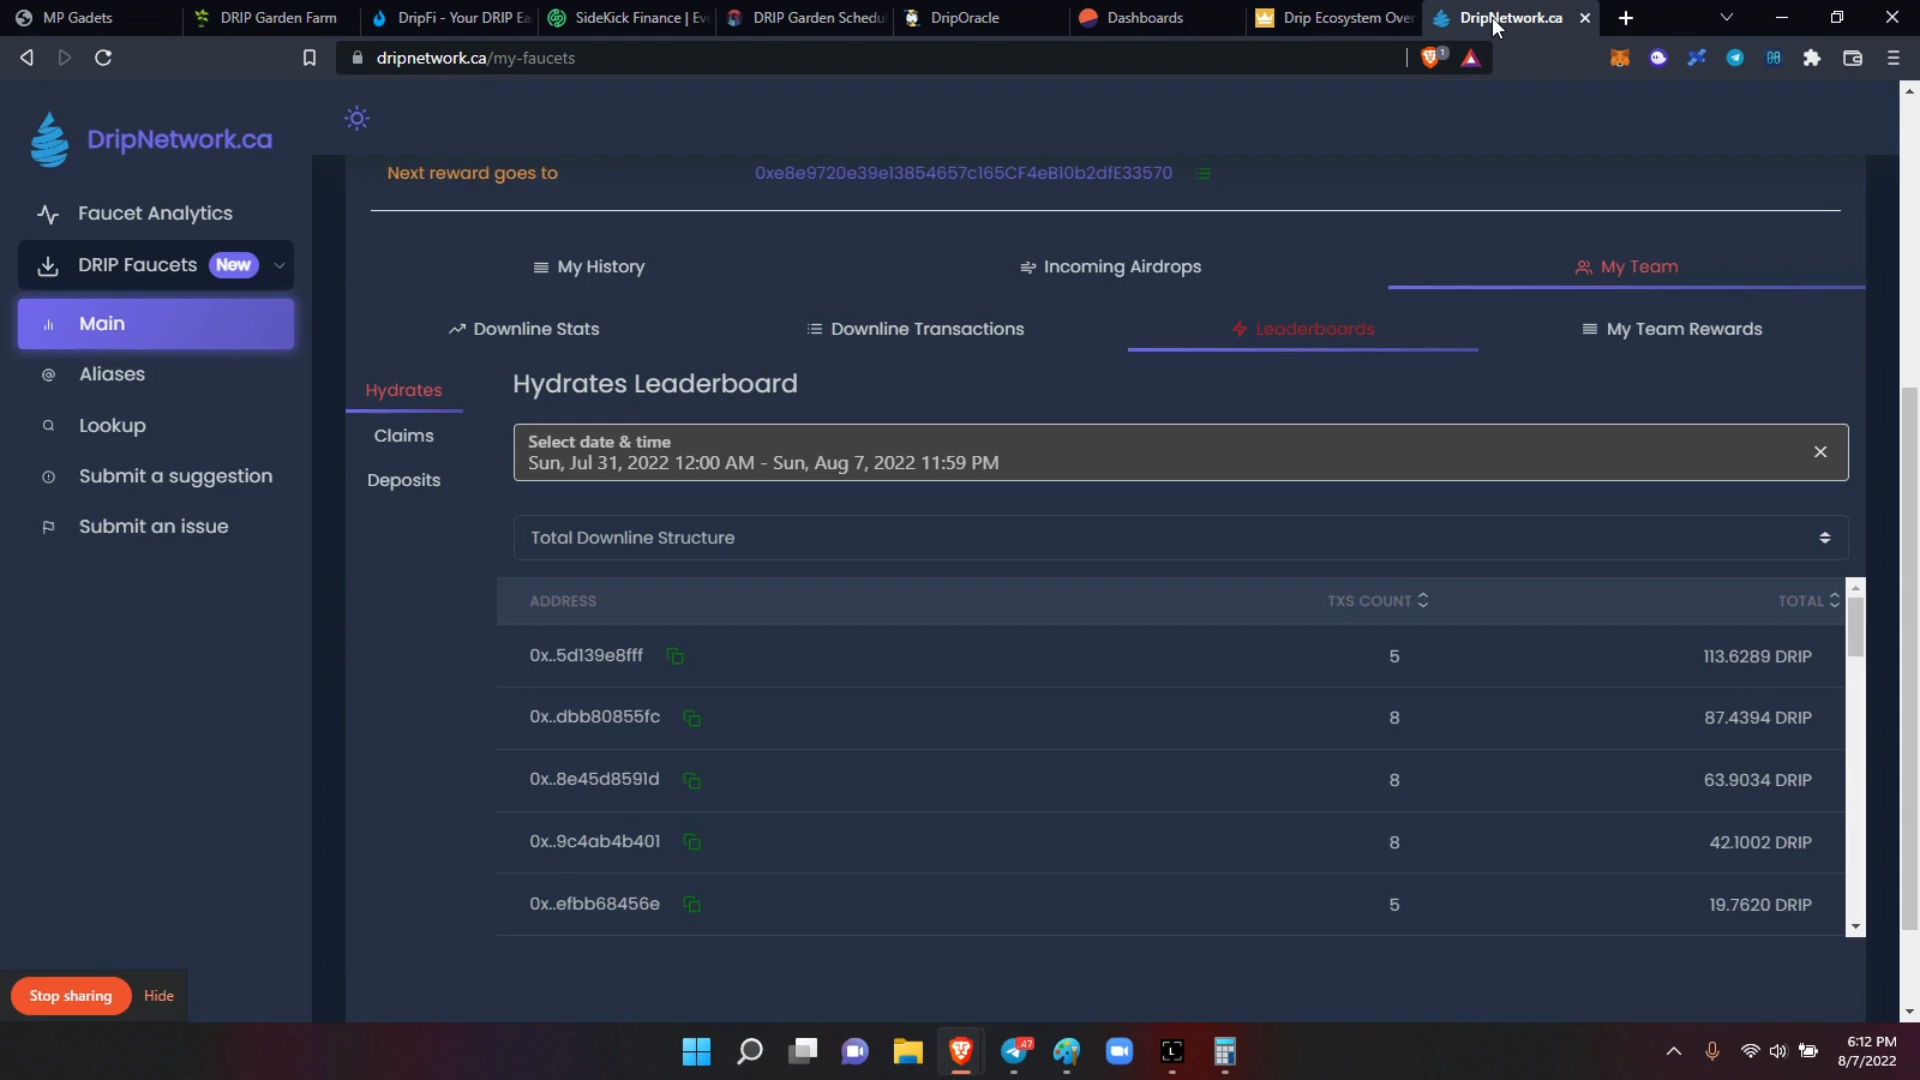 MP Gadets
DRIP Garden Farm
DripFi - Your DRIP Ea
SideKick Finance | Ev
DRIP Garden Schedul
DripOracle
Dashboards
Drip Ecosystem Over
DripNetwork.ca
dripnetwork.ca/my-faucets
1
DripNetwork.ca
Next reward goes to
0xe8e9720e39e13854657c165CF4eB10b2dfE33570
Faucet Analytics
DRIP Faucets New
Main
Aliases
Lookup
Submit a suggestion
Submit an issue
My History
Incoming Airdrops
My Team
Downline Stats
Downline Transactions
Leaderboards
My Team Rewards
Hydrates
Claims
Deposits
Hydrates Leaderboard
Select date & time
Sun, Jul 31, 2022 12:00 AM - Sun, Aug 7, 2022 11:59 PM
Total Downline Structure
ADDRESS TXS COUNT TOTAL
0x..5d139e8fff 5 113.6289 DRIP
0x..dbb80855fc 8 87.4394 DRIP
0x..8e45d8591d 8 63.9034 DRIP
0x..9c4ab4b401 8 42.1002 DRIP
0x..efbb68456e 5 19.7620 DRIP
Stop sharing Hide
47
L
6:12 PM
8/7/2022